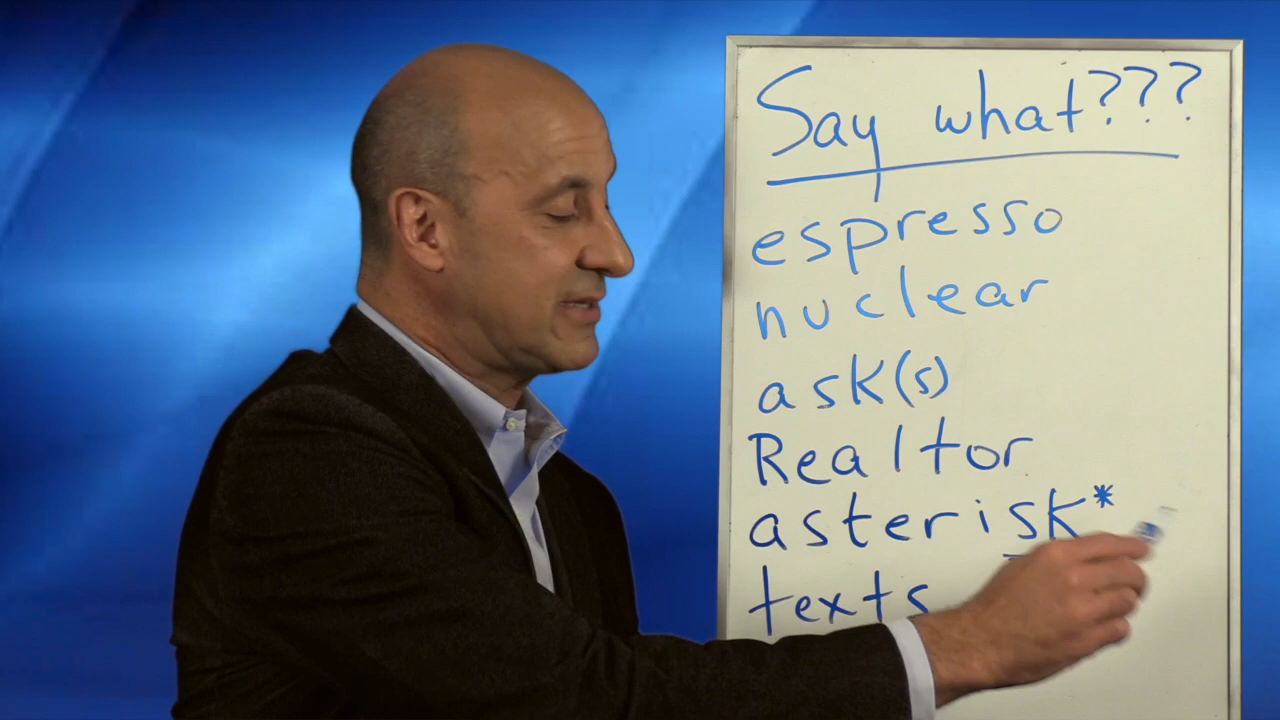 Say what???
espresso
nuclear
ask(s)
Realtor
asterisk*
texts